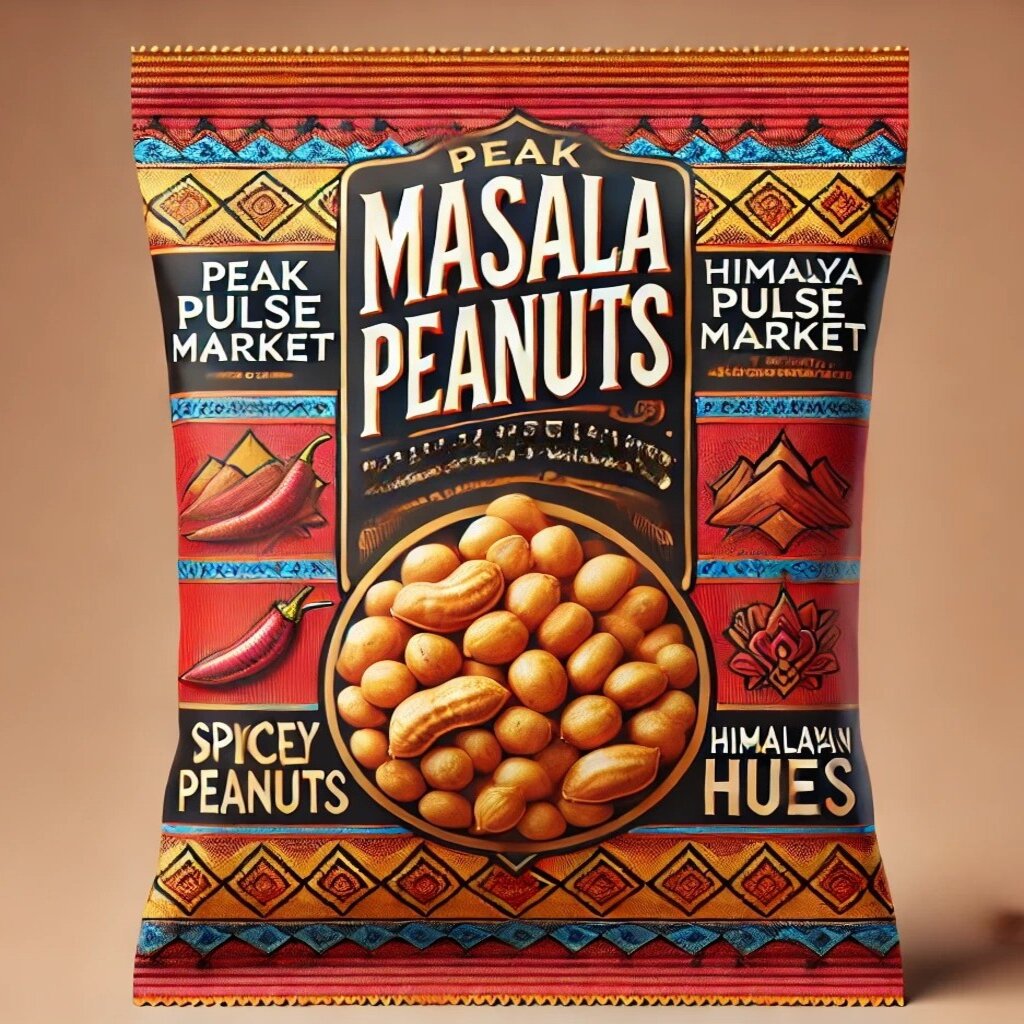 PEAK
MASALA
PEANUTS
PEAK
PULSE
MARKET
HIMALYA
PULSE
MARKET
SPICEY
PEANUTS
HIMALAYAN
HUES